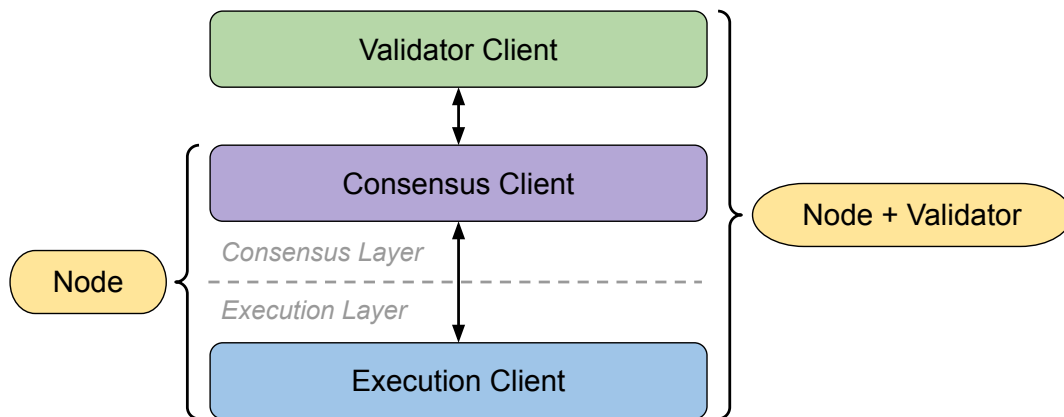 Validator Client
Consensus Client
Node + Validator
Consensus Layer
Node
Execution Layer
Execution Client